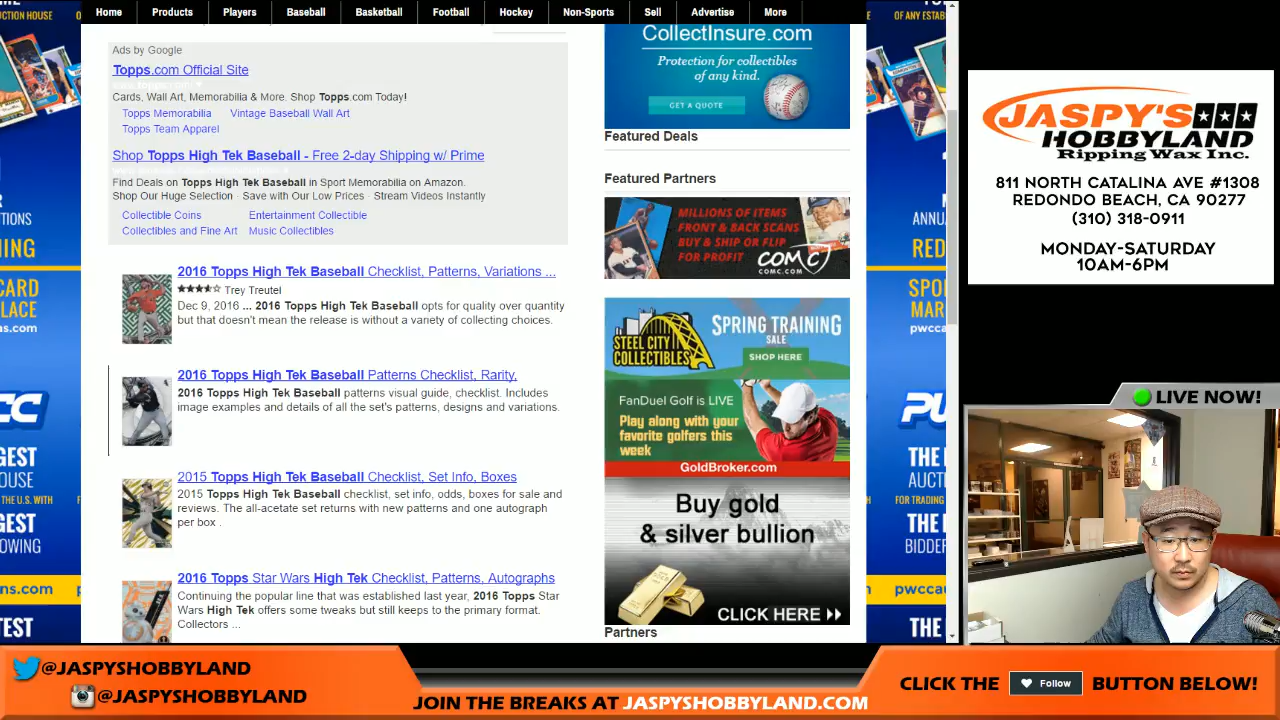 Home Products Players Baseball Basketball Football Hockey Non-Sports Sell Advertise More
Ads by Google
Topps.com Official Site
Cards, Wall Art, Memorabilia & More. Shop Topps.com Today!
Topps Memorabilia Vintage Baseball Wall Art
Topps Team Apparel
Shop Topps High Tek Baseball - Free 2-day Shipping w/ Prime
Find Deals on Topps High Tek Baseball in Sport Memorabilia on Amazon.
Shop Our Huge Selection · Save with Our Low Prices · Stream Videos Instantly
Collectible Coins Entertainment Collectible
Collectibles and Fine Art Music Collectibles
2016 Topps High Tek Baseball Checklist, Patterns, Variations ...
Trey Treutel
Dec 9, 2016 ... 2016 Topps High Tek Baseball opts for quality over quantity
but that doesn't mean the release is without a variety of collecting choices.
2016 Topps High Tek Baseball Patterns Checklist, Rarity,
2016 Topps High Tek Baseball patterns visual guide, checklist. Includes
image examples and details of all the set's patterns, designs and variations.
2015 Topps High Tek Baseball Checklist, Set Info, Boxes
2015 Topps High Tek Baseball checklist, set info, odds, boxes for sale and
reviews. The all-acetate set returns with new patterns and one autograph
per box .
2016 Topps Star Wars High Tek Checklist, Patterns, Autographs
Continuing the popular line that was established last year, 2016 Topps Star
Wars High Tek offers some tweaks but still keeps to the primary format.
Collectors ...
CollectInsure.com
Protection for collectibles
of any kind.
GET A QUOTE
Featured Deals
Featured Partners
MILLIONS OF ITEMS
FRONT & BACK SCANS
BUY & SHIP OR FLIP
FOR PROFIT
COMC
COMC.COM
STEEL CITY
COLLECTIBLES
SPRING TRAINING
SALE
SHOP HERE
FanDuel Golf is LIVE
Play along with your
favorite golfers this
week
GoldBroker.com
Buy gold
& silver bullion
CLICK HERE
Partners
JASPY'S
HOBBYLAND
Ripping Wax Inc.
811 NORTH CATALINA AVE #1308
REDONDO BEACH, CA 90277
(310) 318-0911
MONDAY-SATURDAY
10AM-6PM
LIVE NOW!
@JASPYSHOBBYLAND
@JASPYSHOBBYLAND
JOIN THE BREAKS AT JASPYSHOBBYLAND.COM
CLICK THE Follow BUTTON BELOW!